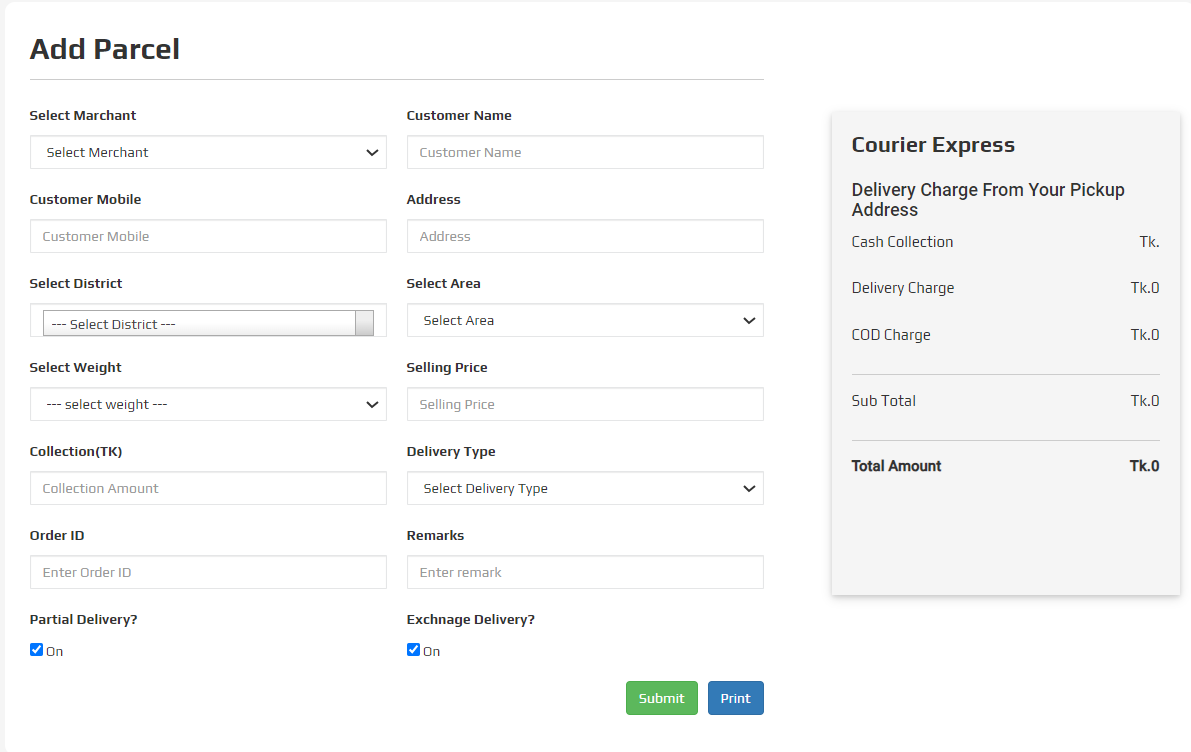 Add Parcel
Select Marchant
Customer Name
Select Merchant
Customer Name
Customer Mobile
Address
Customer Mobile
Address
Select District
Select Area
--- Select District ---
Select Area
Select Weight
Selling Price
--- select weight ---
Selling Price
Collection(TK)
Delivery Type
Collection Amount
Select Delivery Type
Order ID
Remarks
Enter Order ID
Enter remark
Partial Delivery?
Exchnage Delivery?
On
On
Submit
Print
Courier Express
Delivery Charge From Your Pickup
Address
Cash Collection Tk.
Delivery Charge Tk.0
COD Charge Tk.0
Sub Total Tk.0
Total Amount Tk.0